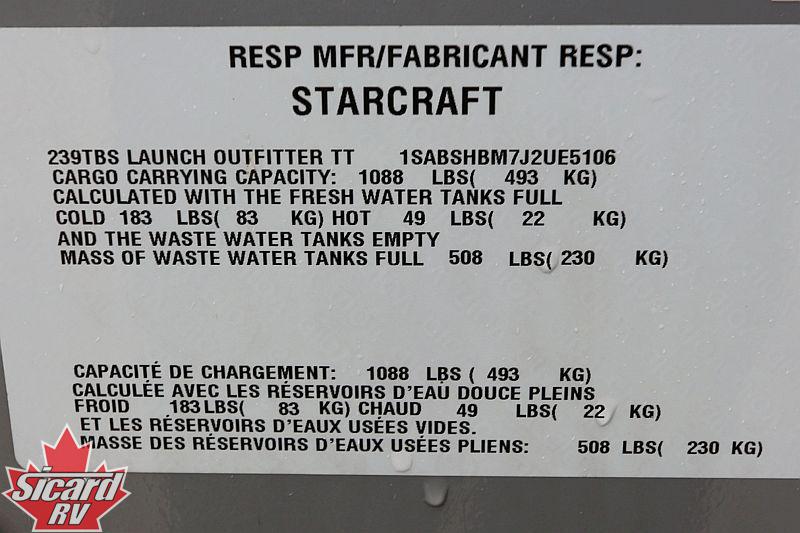 RESP MFR/FABRICANT RESP:
STARCRAFT
239TBS LAUNCH OUTFITTER TT 1SABSHBM7J2UE5106
CARGO CARRYING CAPACITY: 1088 LBS( 493 KG)
CALCULATED WITH THE FRESH WATER TANKS FULL
COLD 183 LBS( 83 KG) HOT 49 LBS( 22 KG)
AND THE WASTE WATER TANKS EMPTY
MASS OF WASTE WATER TANKS FULL 508 LBS( 230 KG)
CAPACITÉ DE CHARGEMENT: 1088 LBS ( 493 KG)
CALCULÉE AVEC LES RÉSERVOIRS D'EAU DOUCE PLEINS
FROID 183 LBS( 83 KG) CHAUD 49 LBS( 22 KG)
ET LES RÉSERVOIRS D'EAUX USÉES VIDES.
MASSE DES RÉSERVOIRS D'EAUX USÉES PLIENS: 508 LBS( 230 KG)
Sicard
RV